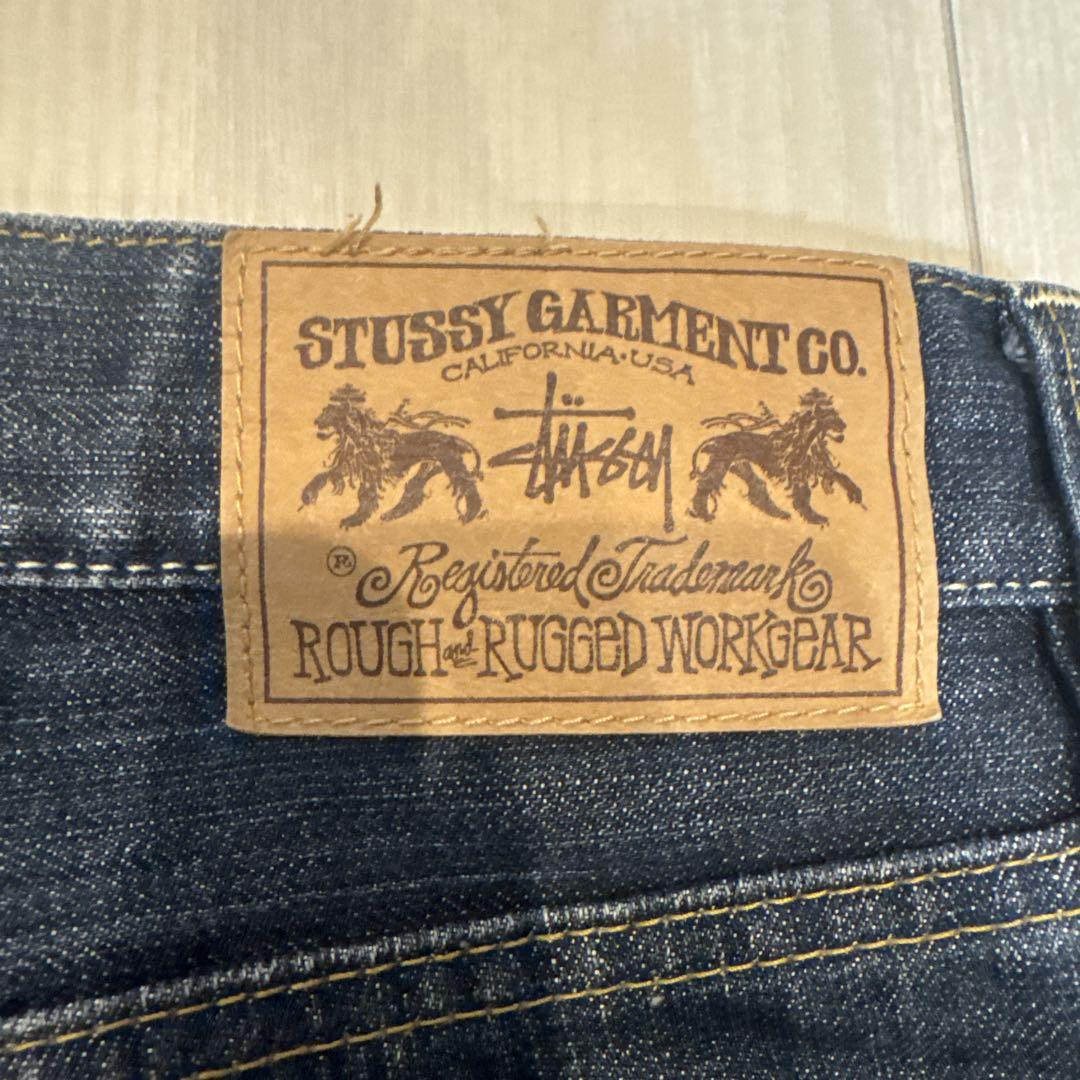 STUSSY GARMENT CO.
CALIFORNIA·USA
Stüssy
® Registered Trademark
ROUGH and RUGGED WORKGEAR